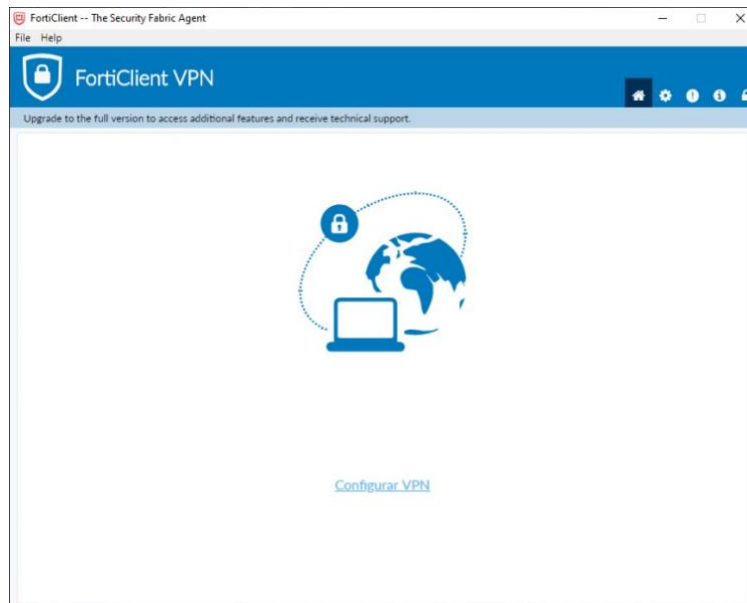 FortiClient -- The Security Fabric Agent
File Help
FortiClient VPN
Upgrade to the full version to access additional features and receive technical support.
Configurar VPN